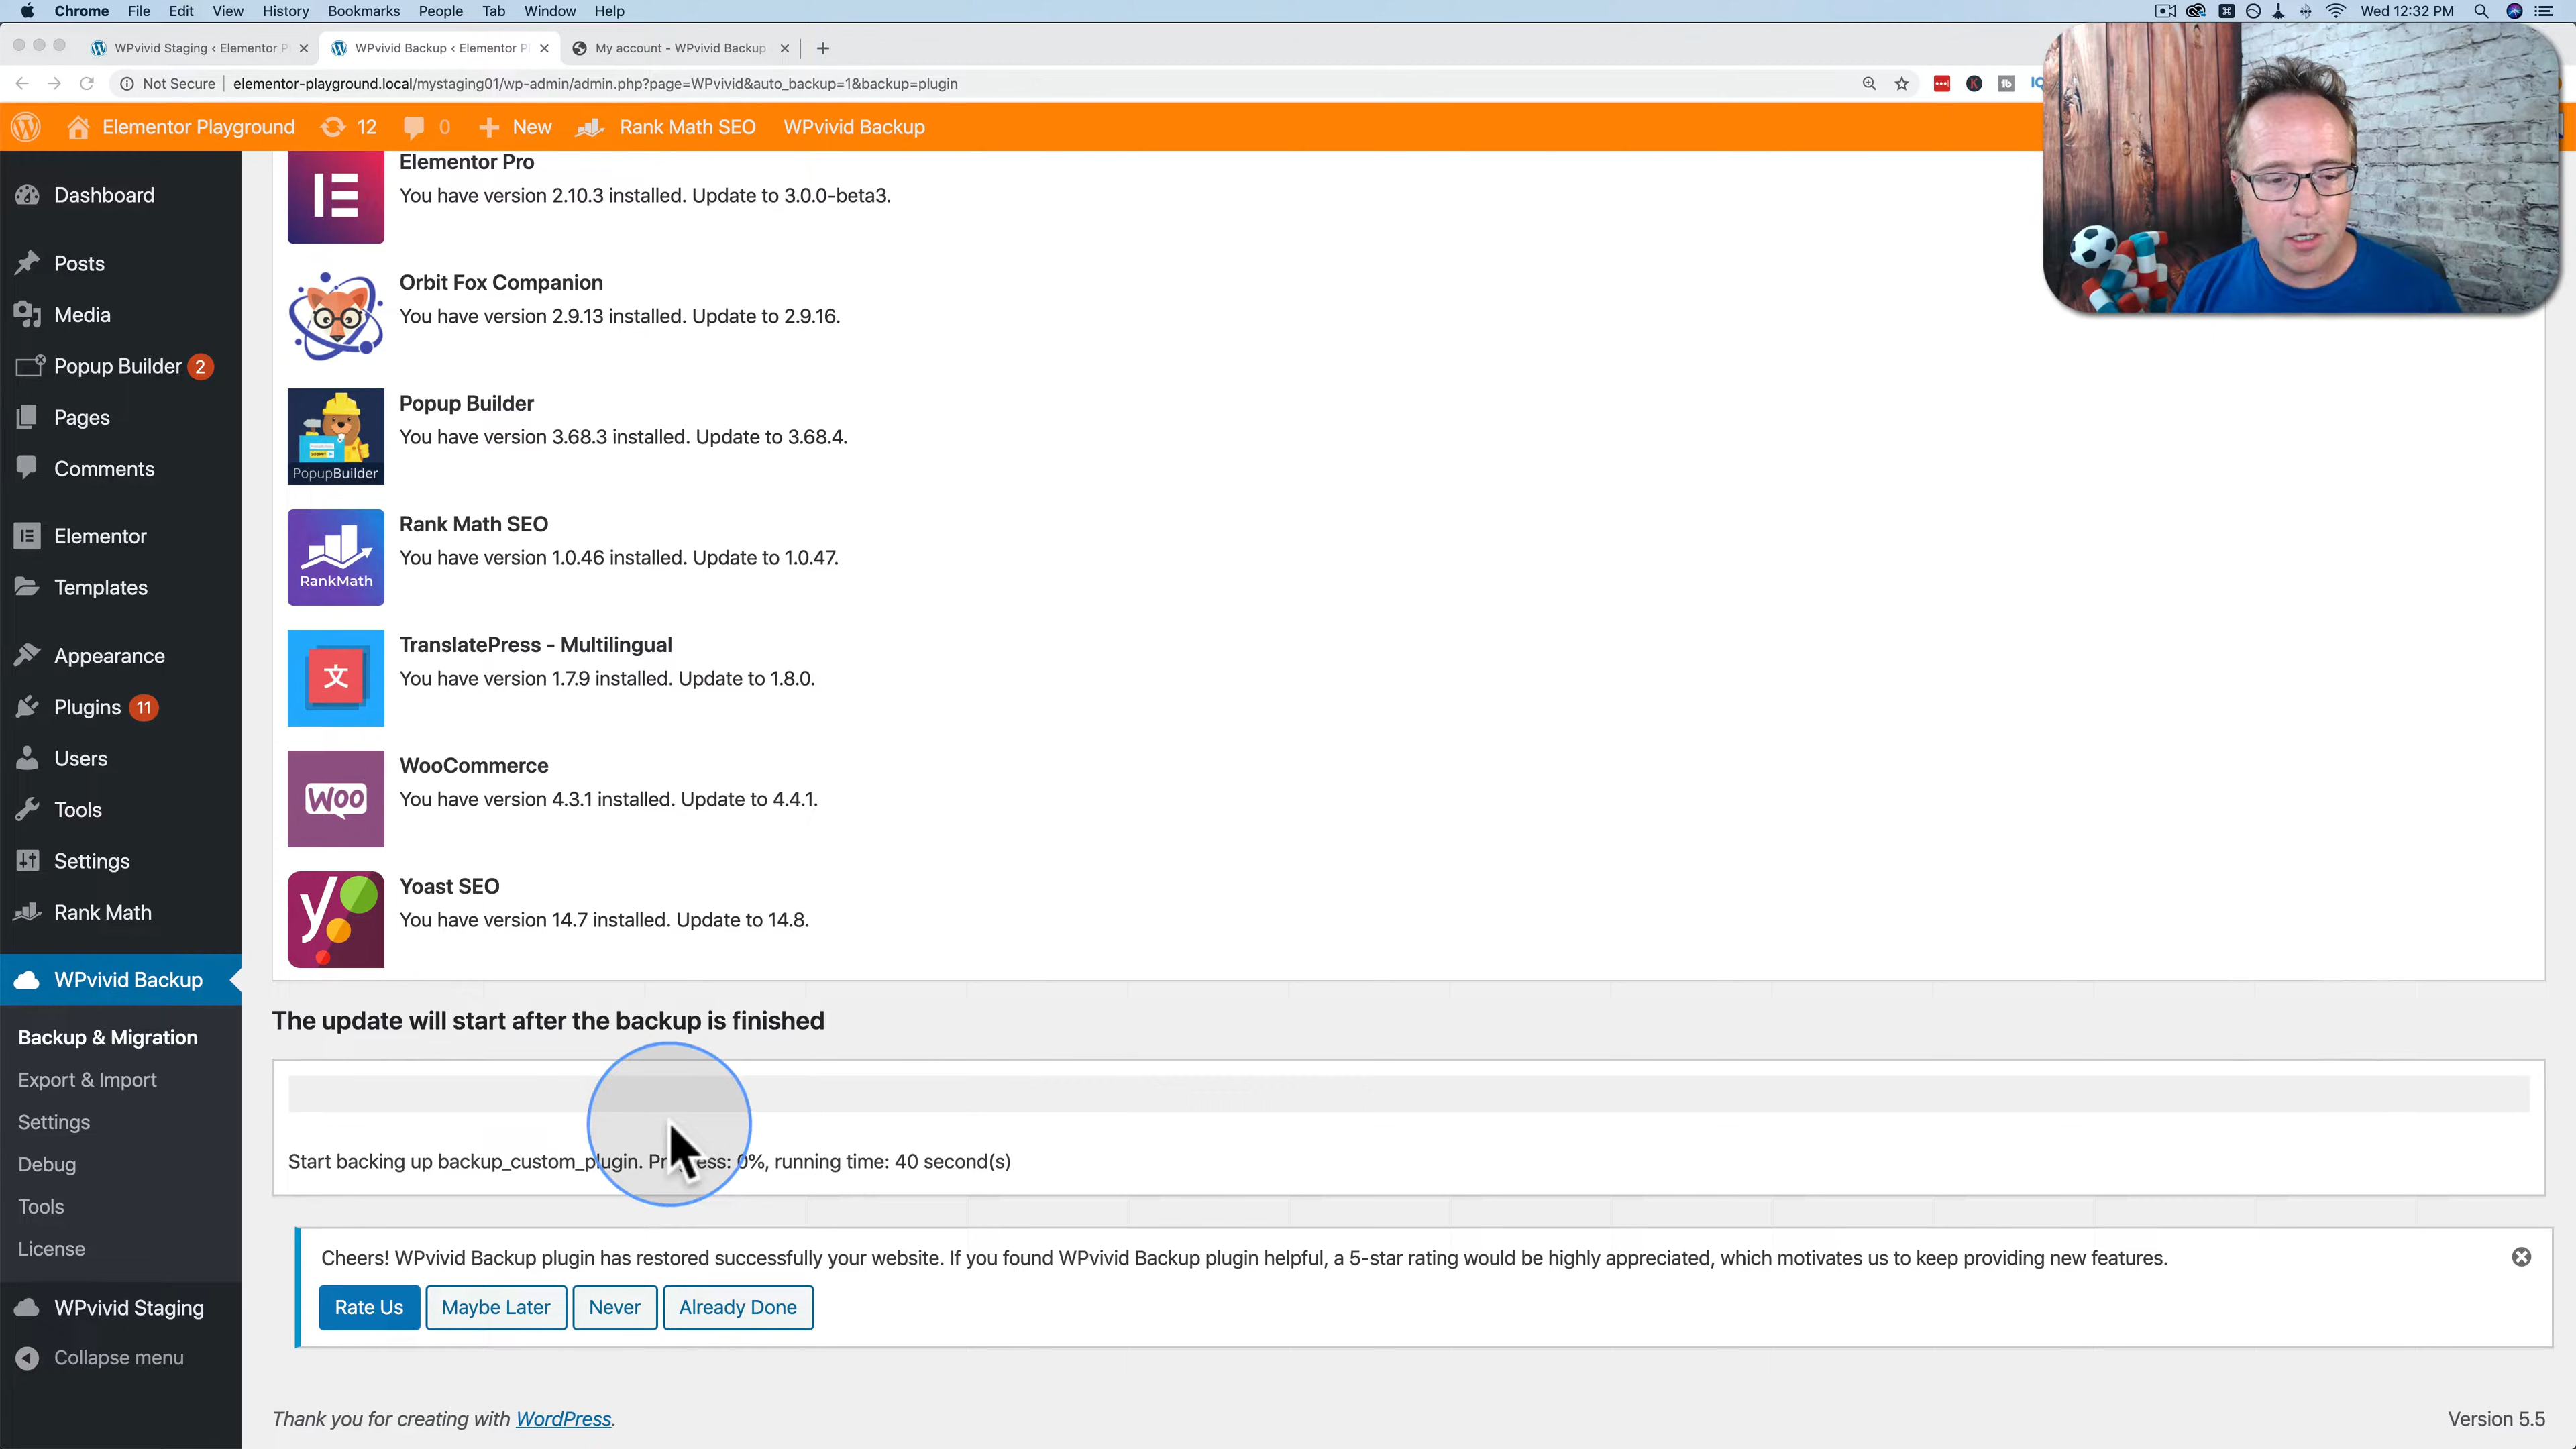 Chrome File Edit View History Bookmarks People Tab Window Help Wed 12:32 PM
WPvivid Staging ‹ Elementor P WPvivid Backup ‹ Elementor P My account - WPvivid Backup
Not Secure elementor-playground.local/mystaging01/wp-admin/admin.php?page=WPvivid&auto_backup=1&backup=plugin
Elementor Playground 12 0 New Rank Math SEO WPvivid Backup
Dashboard
Posts
Media
Popup Builder 2
Pages
Comments
Elementor
Templates
Appearance
Plugins 11
Users
Tools
Settings
Rank Math
WPvivid Backup
Backup & Migration
Export & Import
Settings
Debug
Tools
License
WPvivid Staging
Collapse menu
Elementor Pro
You have version 2.10.3 installed. Update to 3.0.0-beta3.
Orbit Fox Companion
You have version 2.9.13 installed. Update to 2.9.16.
PopupBuilder
Popup Builder
You have version 3.68.3 installed. Update to 3.68.4.
RankMath
Rank Math SEO
You have version 1.0.46 installed. Update to 1.0.47.
文
TranslatePress - Multilingual
You have version 1.7.9 installed. Update to 1.8.0.
Woo
WooCommerce
You have version 4.3.1 installed. Update to 4.4.1.
y
Yoast SEO
You have version 14.7 installed. Update to 14.8.
The update will start after the backup is finished
Start backing up backup_custom_plugin. Progress: 0%, running time: 40 second(s)
Cheers! WPvivid Backup plugin has restored successfully your website. If you found WPvivid Backup plugin helpful, a 5-star rating would be highly appreciated, which motivates us to keep providing new features.
Rate Us Maybe Later Never Already Done
Thank you for creating with WordPress.
Version 5.5